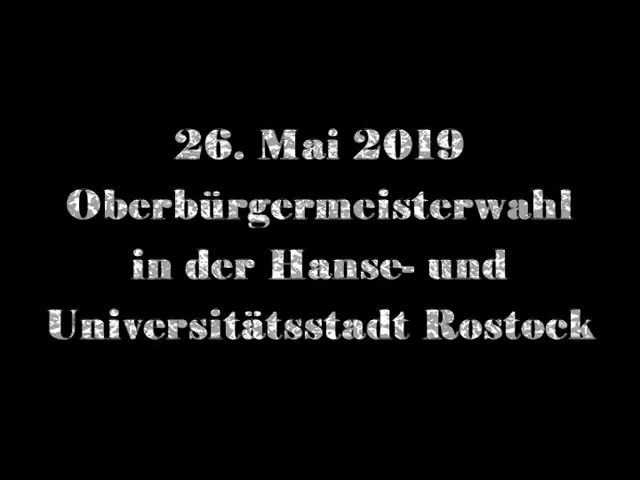 26. Mai 2019
Oberbürgermeisterwahl
in der Hanse- und
Universitätsstadt Rostock